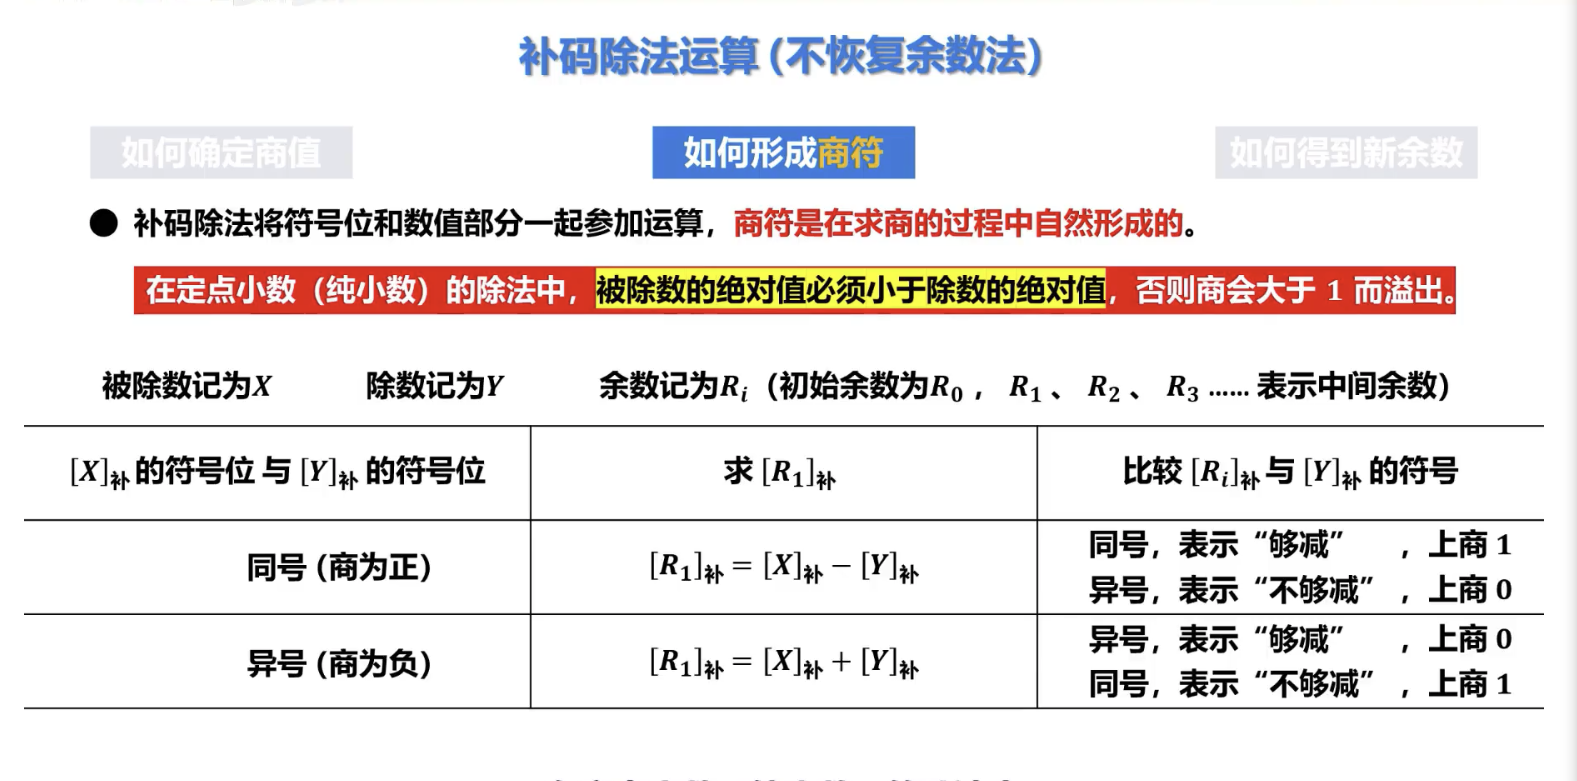 补码除法运算 (不恢复余数法)
如何确定商值 如何形成商符 如何得到新余数
● 补码除法将符号位和数值部分一起参加运算，商符是在求商的过程中自然形成的。
在定点小数（纯小数）的除法中，被除数的绝对值必须小于除数的绝对值，否则商会大于 1 而溢出。
被除数记为X 除数记为Y 余数记为R_i（初始余数为R_0， R_1 、 R_2 、 R_3 …… 表示中间余数）
[X]补 的符号位 与 [Y]补 的符号位 求 [R_1]补 比较 [R_i]补 与 [Y]补 的符号
同号 (商为正) [R_1]补 = [X]补 − [Y]补
同号，表示“够减” ，上商 1
异号，表示“不够减” ，上商 0
异号 (商为负) [R_1]补 = [X]补 + [Y]补
异号，表示“够减” ，上商 0
同号，表示“不够减” ，上商 1